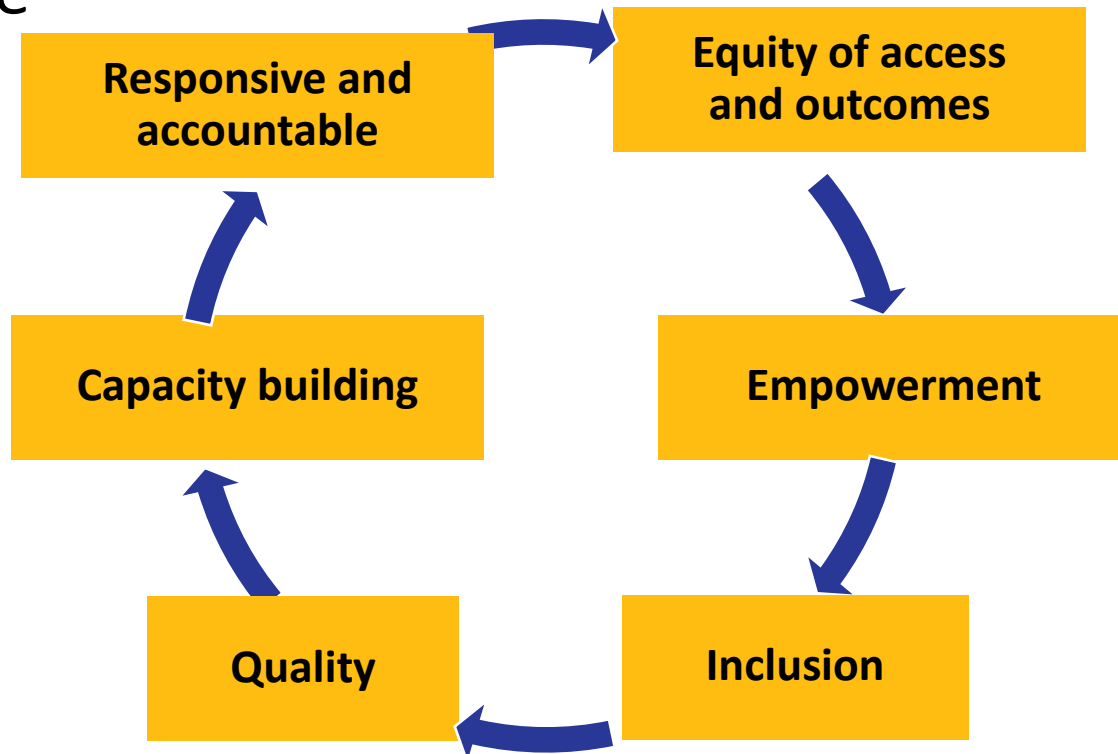 Responsive and
accountable
Equity of access
and outcomes
Capacity building
Empowerment
Quality
Inclusion